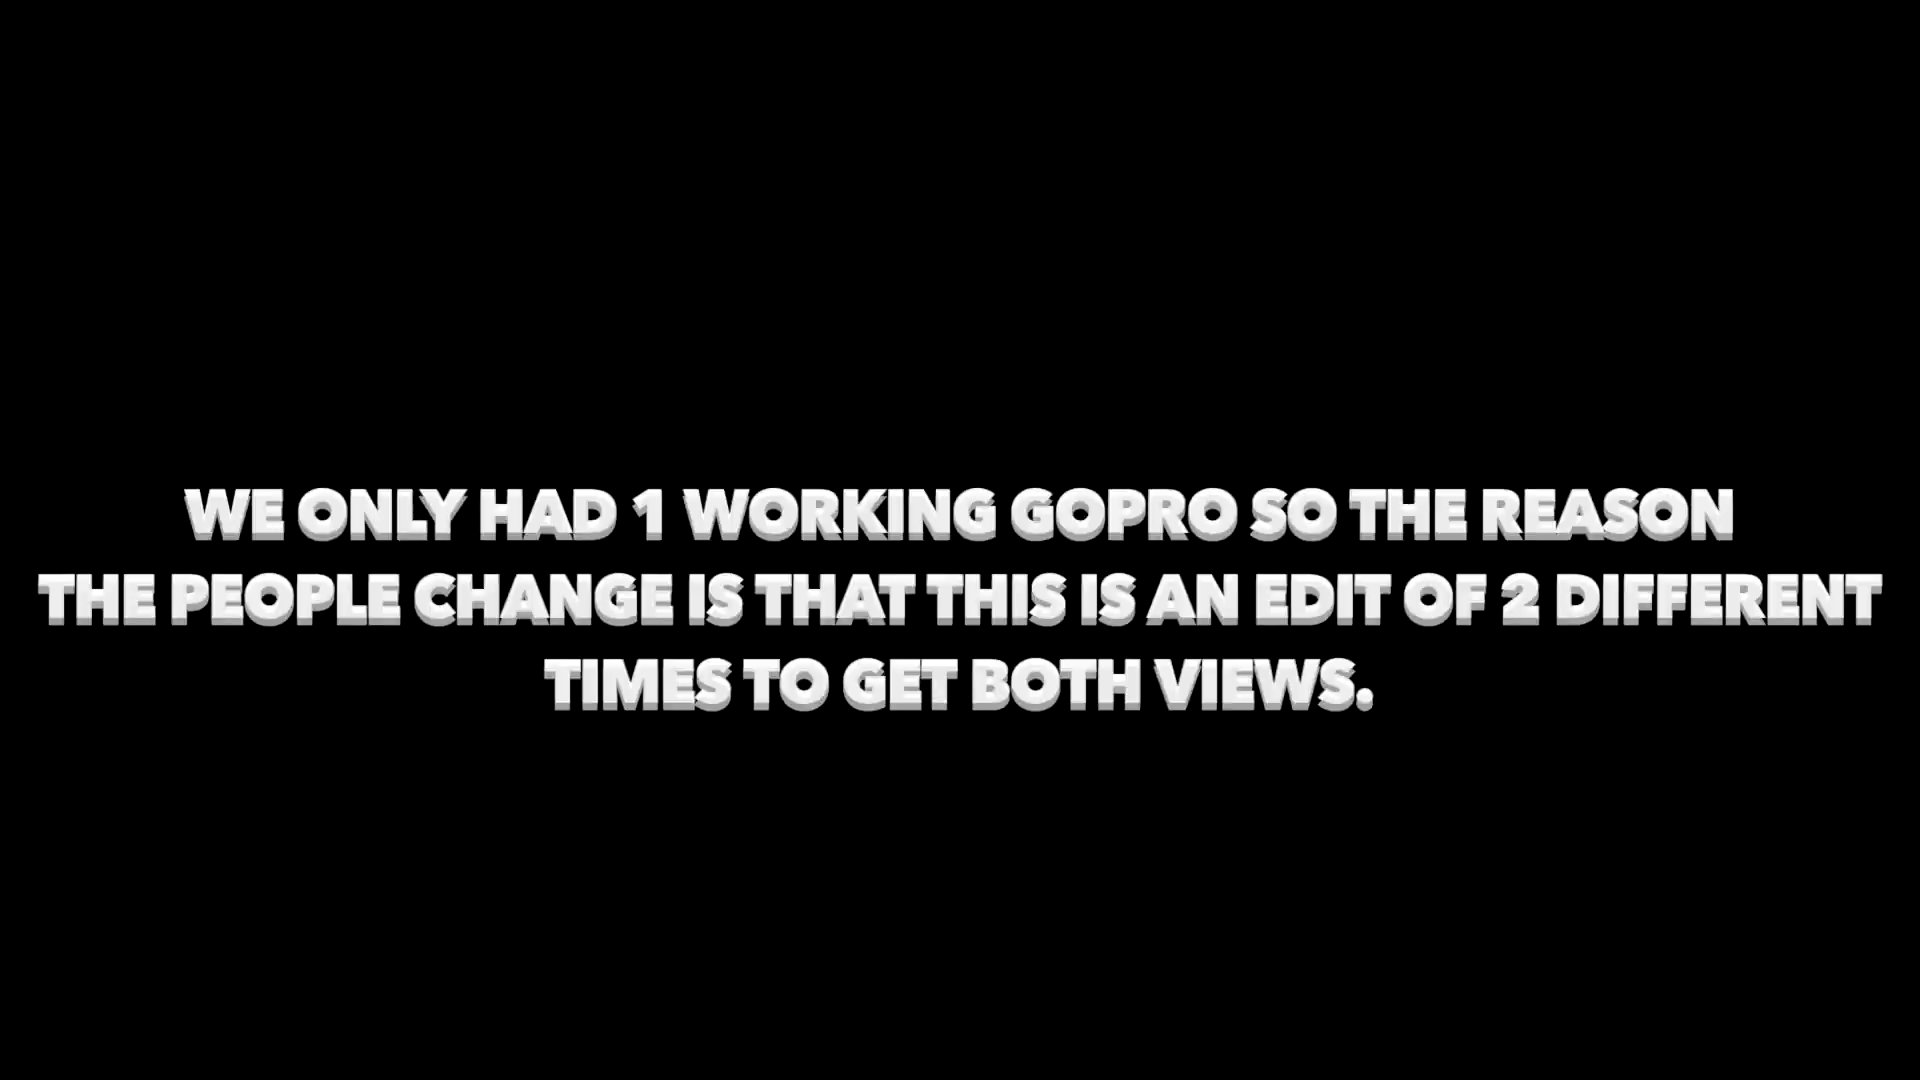 WE ONLY HAD 1 WORKING GOPRO SO THE REASON
THE PEOPLE CHANGE IS THAT THIS IS AN EDIT OF 2 DIFFERENT
TIMES TO GET BOTH VIEWS.